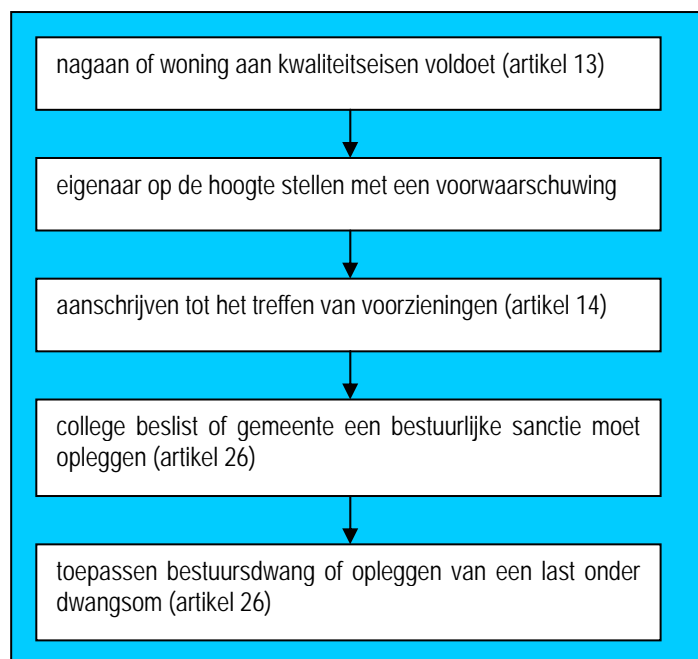 nagaan of woning aan kwaliteitseisen voldoet (artikel 13)
eigenaar op de hoogte stellen met een voorwaarschuwing
aanschrijven tot het treffen van voorzieningen (artikel 14)
college beslist of gemeente een bestuurlijke sanctie moet
opleggen (artikel 26)
toepassen bestuursdwang of opleggen van een last onder
dwangsom (artikel 26)